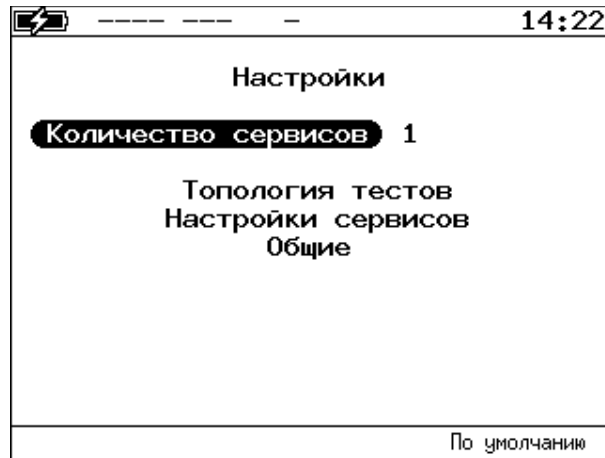 ---- --- - 14:22
Настройки
Количество сервисов 1
Топология тестов
Настройки сервисов
Общие
По умолчанию